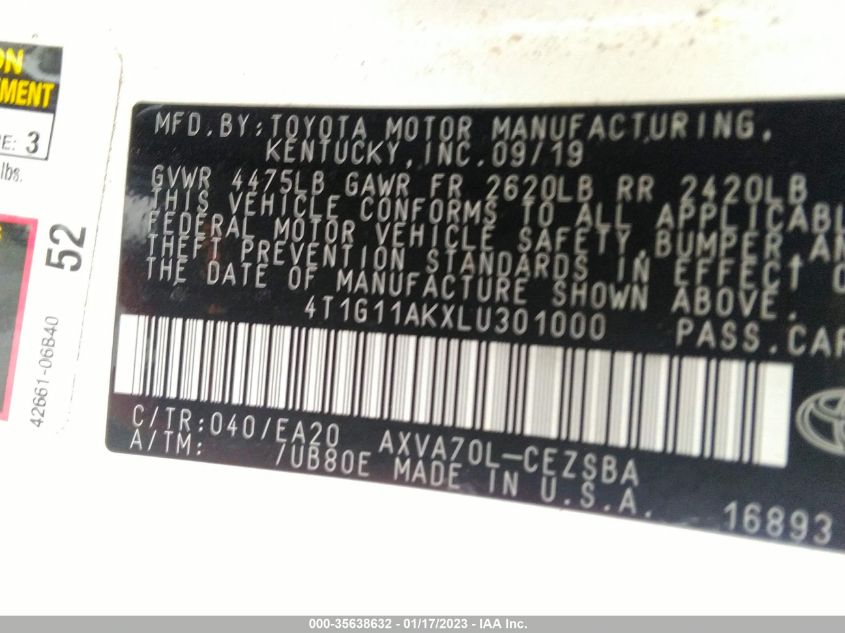 ON
EMENT
RE: 3
lbs.
52
42661-06B40
MFD. BY: TOYOTA MOTOR MANUFACTURING,
KENTUCKY, INC. 09/19
GVWR 4475LB GAWR FR 2620LB RR 2420LB
THIS VEHICLE CONFORMS TO ALL APPLICABL
FEDERAL MOTOR VEHICLE SAFETY, BUMPER, AN
THEFT PREVENTION STANDARDS IN EFFECT O
THE DATE OF MANUFACTURE SHOWN ABOVE.
4T1G11AKXLU301000 PASS. CAR
C/TR: 040/EA20 AXVA70L-CEZSBA
A/TM: /UB80E MADE IN U.S.A.
16893
000-35638632 - 01/17/2023 - IAA Inc.